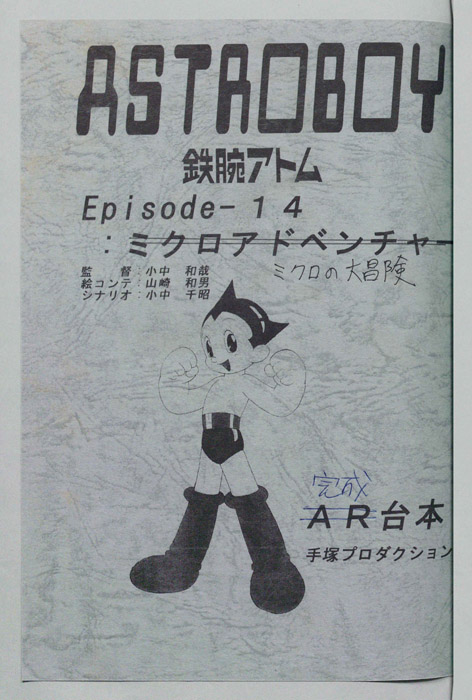 ASTROBOY
鉄腕アトム
Episode-14
:ミクロアドベンチャー
ミクロの大冒険
監　督:小中 和哉
絵コンテ:山崎 和男
シナリオ:小中 千昭
完成
AR台本
手塚プロダクション